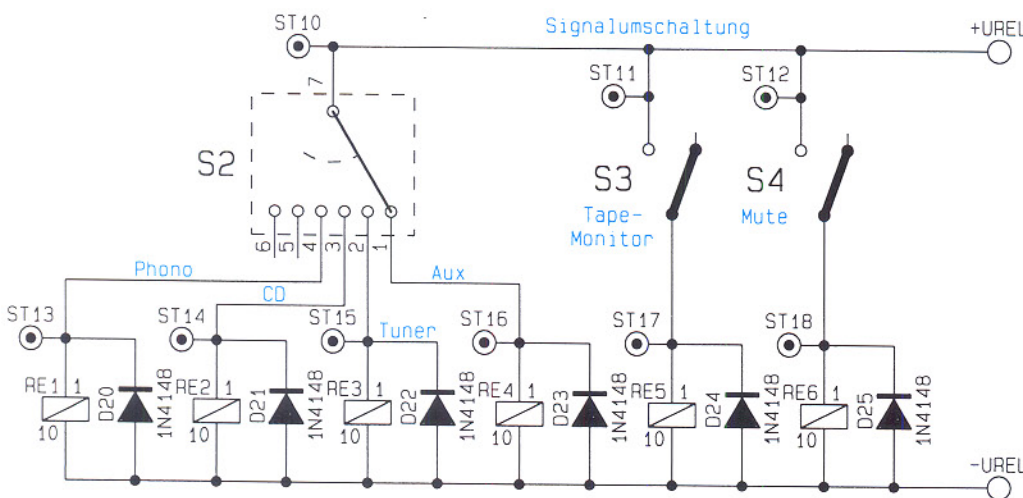 ST10
Signalumschaltung
+UREL
7
ST11
ST12
S2
S3
S4
Tape-
Monitor
Mute
6
5
4
3
2
1
Phono
CD
Aux
Tuner
ST13
ST14
ST15
ST16
ST17
ST18
RE1
1
10
D20
1N4148
RE2
1
10
D21
1N4148
RE3
1
10
D22
1N4148
RE4
1
10
D23
1N4148
RE5
1
10
D24
1N4148
RE6
1
10
D25
1N4148
-UREL